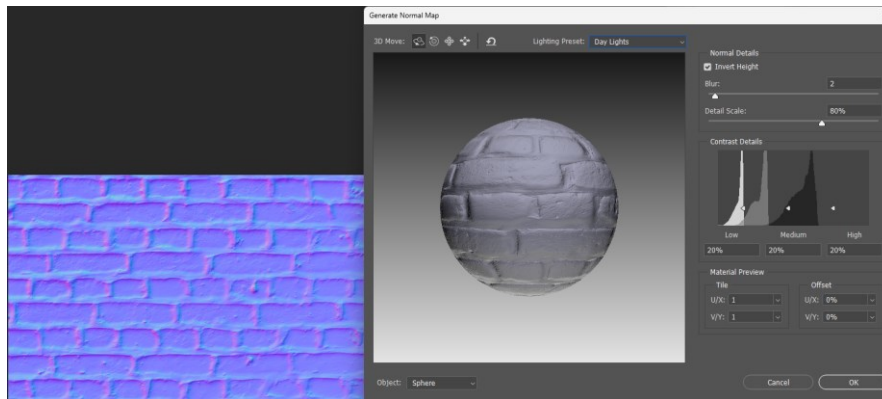 Generate Normal Map
3D Move:
Lighting Preset: Day Lights
Normal Details
Invert Height
Blur: 2
Detail Scale: 80%
Contrast Details
Low Medium High
20% 20% 20%
Material Preview
Tile Offset
U/X: 1 U/X: 0%
V/Y: 1 V/Y: 0%
Object: Sphere
Cancel OK